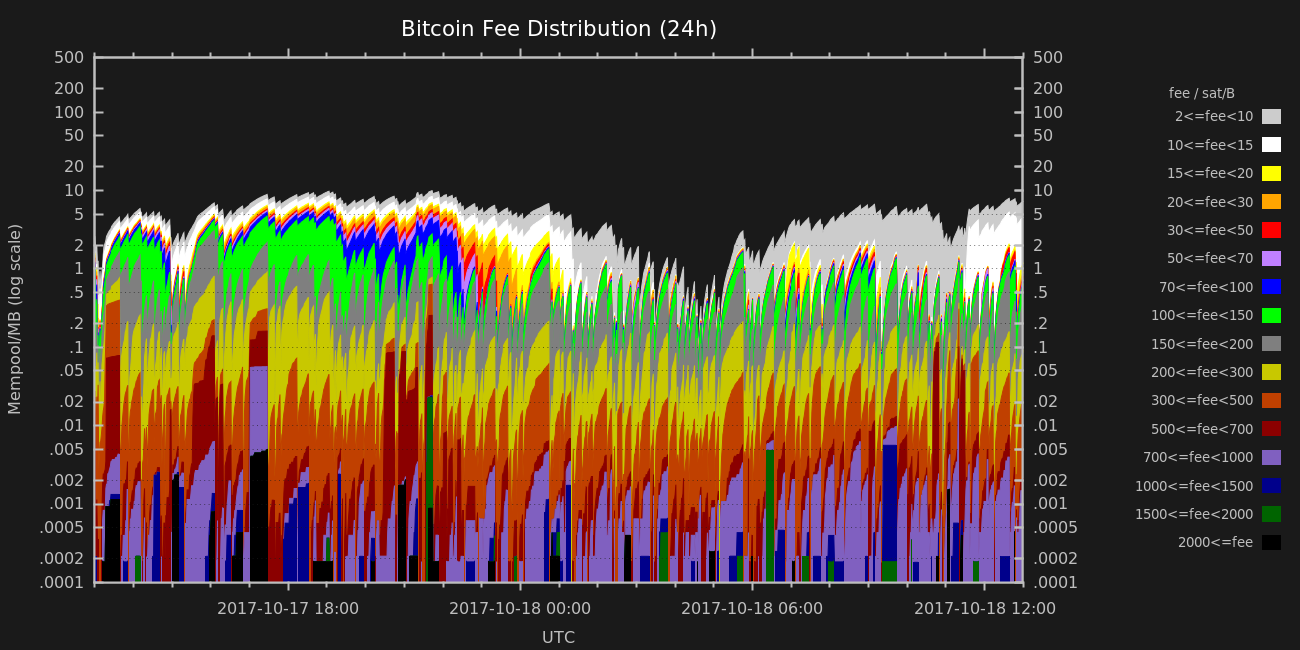 Bitcoin Fee Distribution (24h)
Mempool/MB (log scale)
500
200
100
50
20
10
5
2
1
.5
.2
.1
.05
.02
.01
.005
.002
.001
.0005
.0002
.0001
500
200
100
50
20
10
5
2
1
.5
.2
.1
.05
.02
.01
.005
.002
.001
.0005
.0002
.0001
2017-10-17 18:00
2017-10-18 00:00
2017-10-18 06:00
2017-10-18 12:00
UTC
fee / sat/B
2<=fee<10
10<=fee<15
15<=fee<20
20<=fee<30
30<=fee<50
50<=fee<70
70<=fee<100
100<=fee<150
150<=fee<200
200<=fee<300
300<=fee<500
500<=fee<700
700<=fee<1000
1000<=fee<1500
1500<=fee<2000
2000<=fee